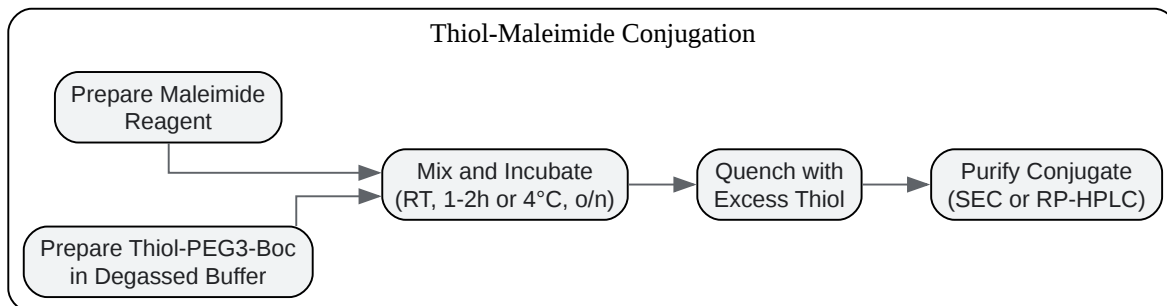 Thiol-Maleimide Conjugation
Prepare Maleimide
Reagent
Prepare Thiol-PEG3-Boc
in Degassed Buffer
Mix and Incubate
(RT, 1-2h or 4°C, o/n)
Quench with
Excess Thiol
Purify Conjugate
(SEC or RP-HPLC)